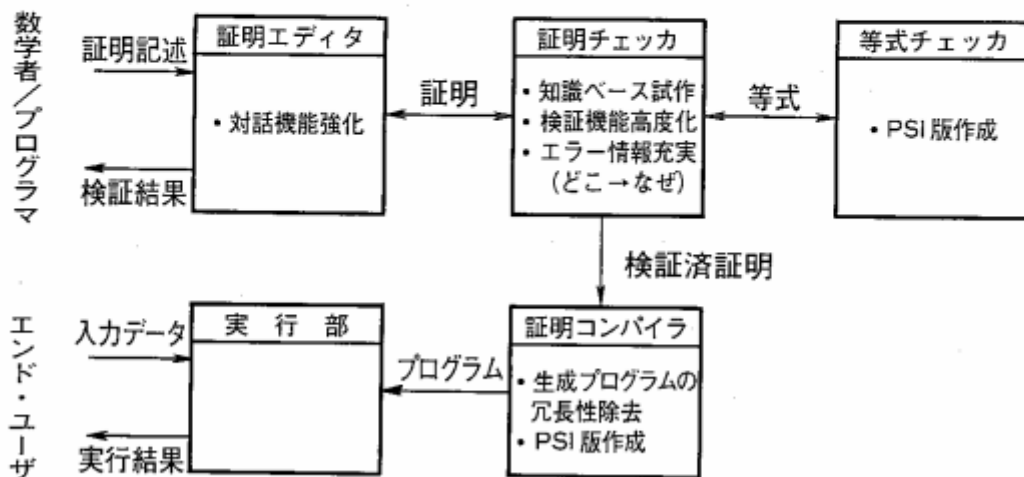 数学者/プログラマ
証明記述
検証結果
証明エディタ
・対話機能強化
証明
証明チェッカ
・知識ベース試作
・検証機能高度化
・エラー情報充実
(どこ→なぜ)
等式
等式チェッカ
・PSI版作成
検証済証明
エンド・ユーザ
入力データ
実行結果
実行部
プログラム
証明コンパイラ
・生成プログラムの
冗長性除去
・PSI版作成